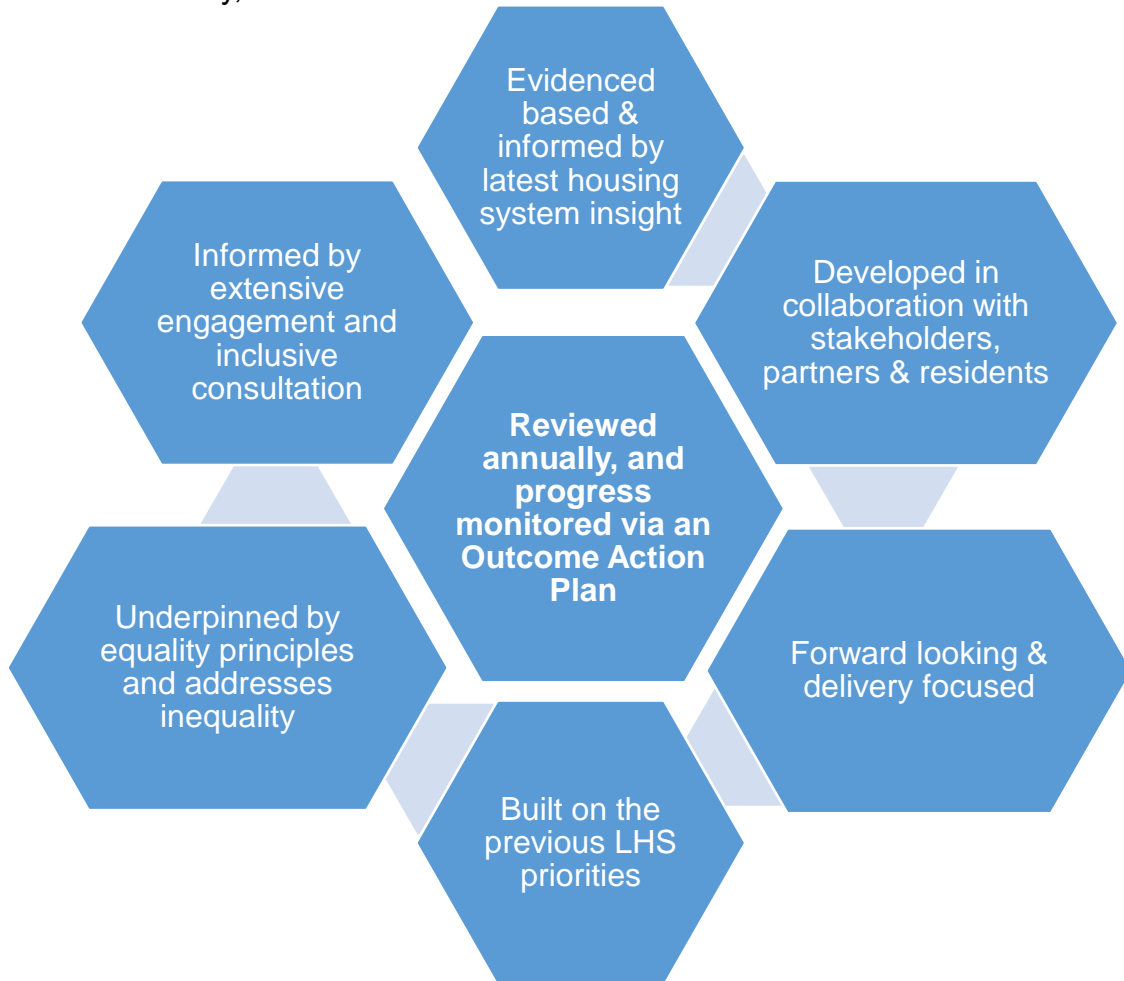 y,
Evidenced
based &
informed by
latest housing
system insight
Informed by
extensive
engagement and
inclusive
consultation
Developed in
collaboration with
stakeholders,
partners & residents
Reviewed
annually, and
progress
monitored via an
Outcome Action
Plan
Underpinned by
equality principles
and addresses
inequality
Forward looking &
delivery focused
Built on the
previous LHS
priorities